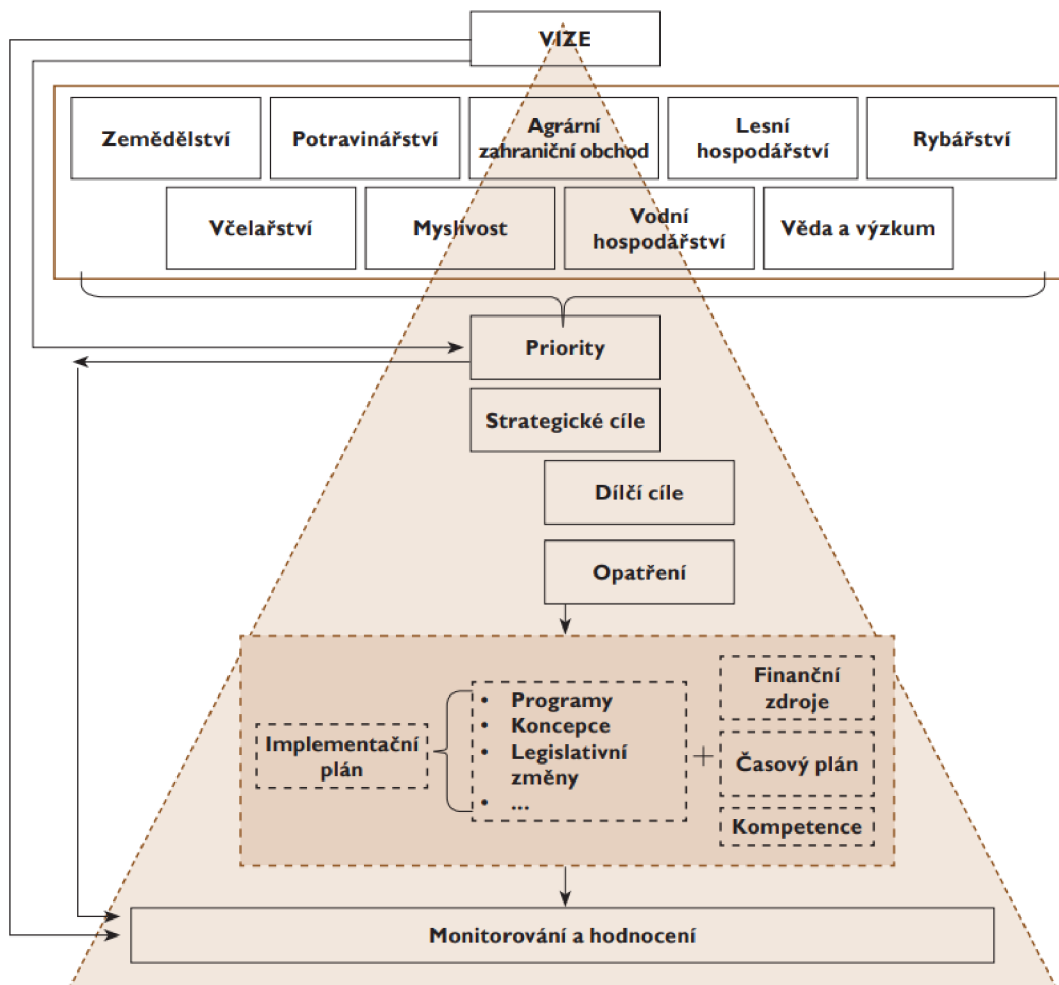 VIZE
Zemědělství
Potravinářství
Agrární
zahraniční obchod
Lesní
hospodářství
Rybářství
Včelařství
Myslivost
Vodní
hospodářství
Věda a výzkum
Priority
Strategické cíle
Dílčí cíle
Opatření
Implementační
plán
• Programy
• Koncepce
• Legislativní
změny
• ...
+
Finanční
zdroje
Časový plán
Kompetence
Monitorování a hodnocení